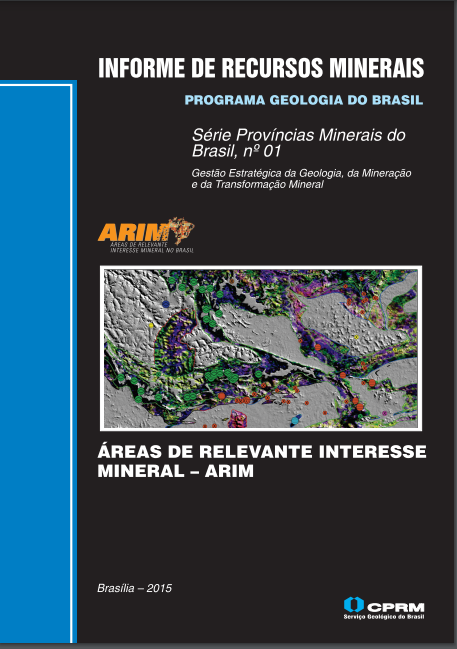 INFORME DE RECURSOS MINERAIS
PROGRAMA GEOLOGIA DO BRASIL
Série Províncias Minerais do
Brasil, nº 01
Gestão Estratégica da Geologia, da Mineração
e da Transformação Mineral
ARIM
ÁREAS DE RELEVANTE
INTERESSE MINERAL NO BRASIL
ÁREAS DE RELEVANTE INTERESSE
MINERAL – ARIM
Brasília – 2015
CPRM
Serviço Geológico do Brasil